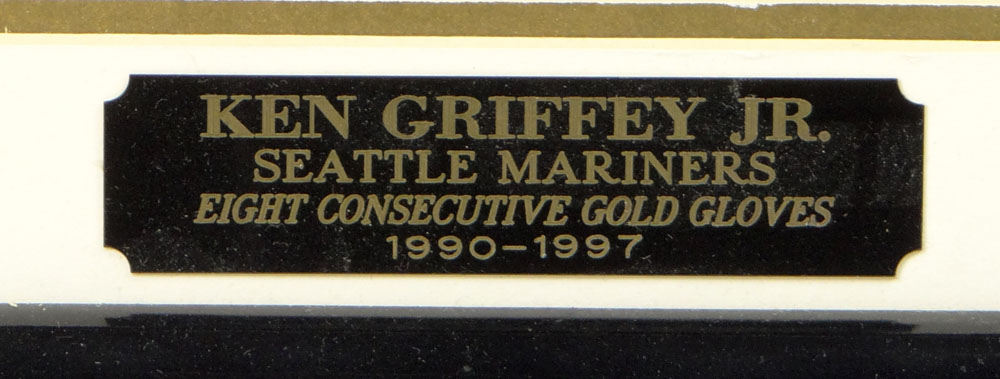 KEN GRIFFEY JR.
SEATTLE MARINERS
EIGHT CONSECUTIVE GOLD GLOVES
1990-1997